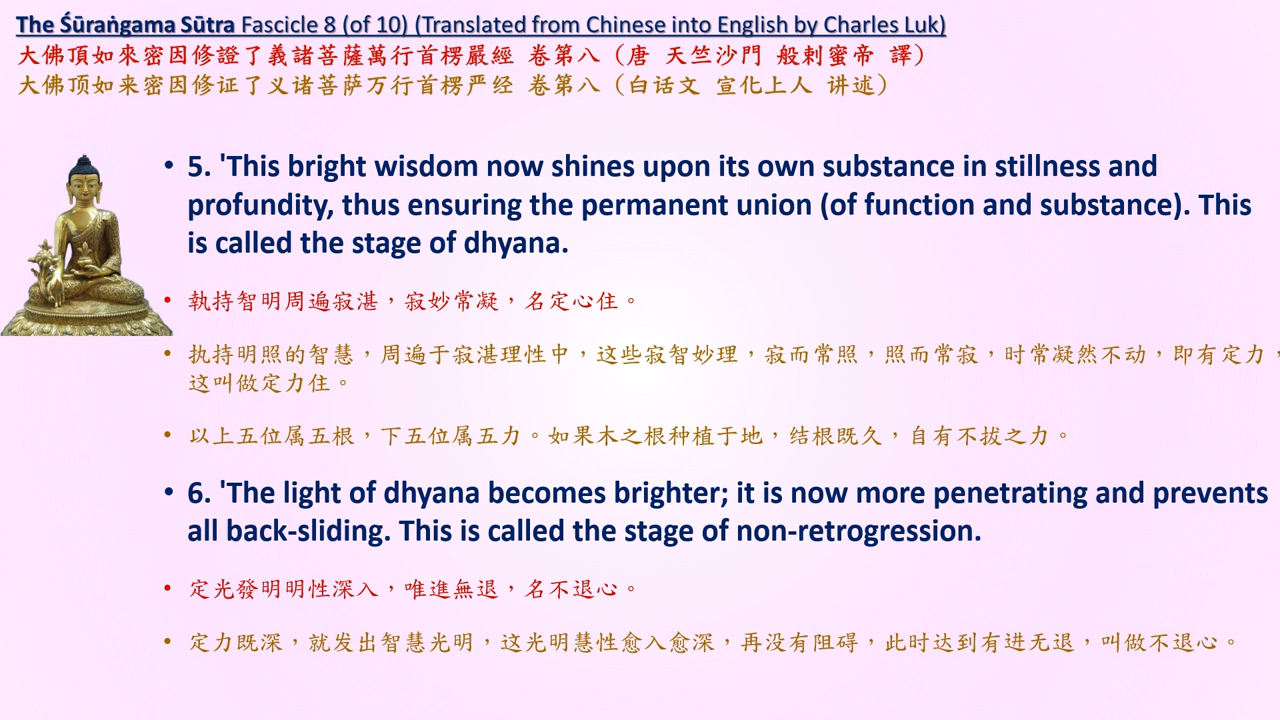 The Śūraṅgama Sūtra Fascicle 8 (of 10) (Translated from Chinese into English by Charles Luk)
大佛頂如來密因修證了義諸菩薩萬行首楞嚴經 卷第八（唐 天竺沙門 般剌蜜帝 譯）
大佛顶如来密因修证了义诸菩萨万行首楞严经 卷第八（白话文 宣化上人 讲述）
• 5. 'This bright wisdom now shines upon its own substance in stillness and
profundity, thus ensuring the permanent union (of function and substance). This
is called the stage of dhyana.
• 執持智明周遍寂湛，寂妙常凝，名定心住。
• 执持明照的智慧，周遍于寂湛理性中，这些寂智妙理，寂而常照，照而常寂，时常凝然不动，即有定力，
这叫做定力住。
• 以上五位属五根，下五位属五力。如果木之根种植于地，结根既久，自有不拔之力。
• 6. 'The light of dhyana becomes brighter; it is now more penetrating and prevents
all back-sliding. This is called the stage of non-retrogression.
• 定光發明明性深入，唯進無退，名不退心。
• 定力既深，就发出智慧光明，这光明慧性愈入愈深，再没有阻碍，此时达到有进无退，叫做不退心。